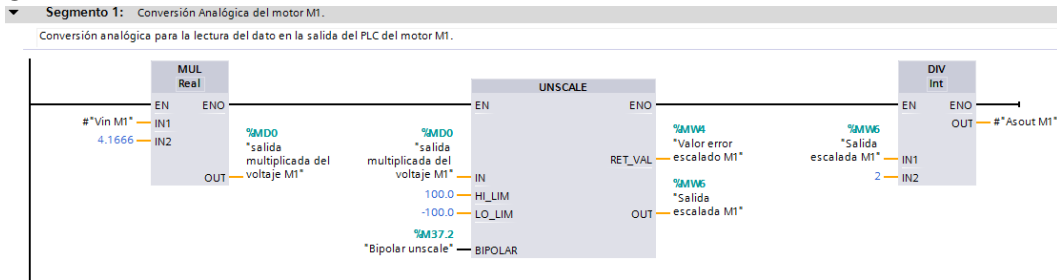 Segmento 1: Conversión Analógica del motor M1.
Conversión analógica para la lectura del dato en la salida del PLC del motor M1.
MUL
Real
EN ENO
#"Vin M1" IN1
4.1666 IN2
OUT
%MD0
"salida
multiplicada del
voltaje M1"
UNSCALE
EN ENO
%MD0
"salida
multiplicada del
voltaje M1" IN
100.0 HI_LIM
-100.0 LO_LIM
%M37.2
"Bipolar unscale" BIPOLAR
RET_VAL
%MW4
"Valor error
escalado M1"
OUT
%MW6
"Salida
escalada M1"
DIV
Int
EN ENO
OUT #"Asout M1"
%MW6
"Salida
escalada M1" IN1
2 IN2